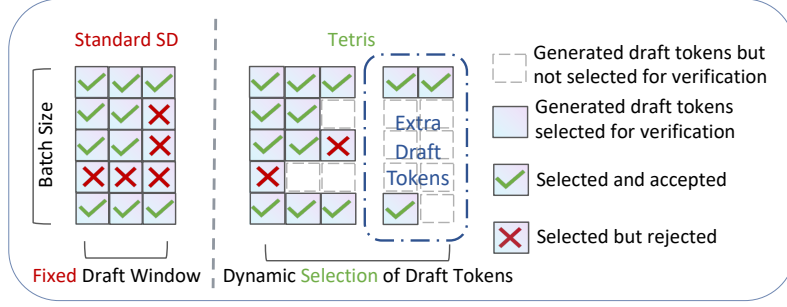 Standard SD
Tetris
Batch Size
Extra
Draft
Tokens
Fixed Draft Window
Dynamic Selection of Draft Tokens
Generated draft tokens but
not selected for verification
Generated draft tokens
selected for verification
Selected and accepted
Selected but rejected